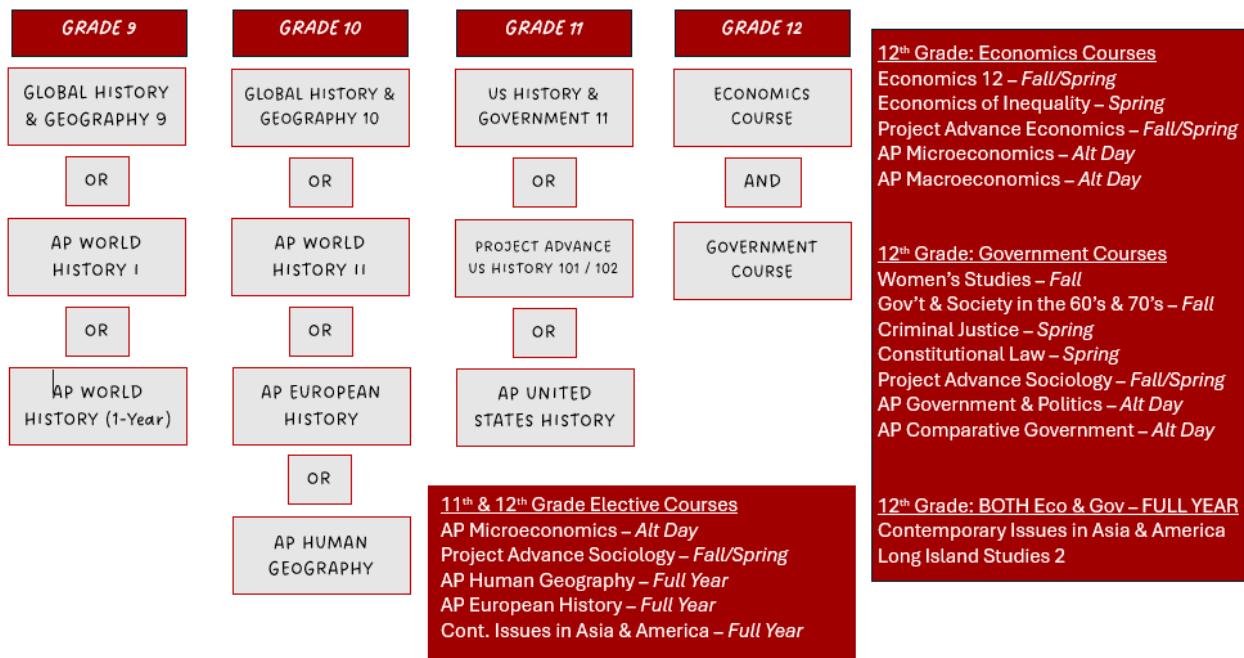 GRADE 9
GLOBAL HISTORY
& GEOGRAPHY 9
OR
AP WORLD
HISTORY I
OR
AP WORLD
HISTORY (1-Year)
GRADE 10
GLOBAL HISTORY &
GEOGRAPHY 10
OR
AP WORLD
HISTORY II
OR
AP EUROPEAN
HISTORY
OR
AP HUMAN
GEOGRAPHY
GRADE 11
US HISTORY &
GOVERNMENT 11
OR
PROJECT ADVANCE
US HISTORY 101 / 102
OR
AP UNITED
STATES HISTORY
GRADE 12
ECONOMICS
COURSE
AND
GOVERNMENT
COURSE
11th & 12th Grade Elective Courses
AP Microeconomics – Alt Day
Project Advance Sociology – Fall/Spring
AP Human Geography – Full Year
AP European History – Full Year
Cont. Issues in Asia & America – Full Year
12th Grade: Economics Courses
Economics 12 – Fall/Spring
Economics of Inequality – Spring
Project Advance Economics – Fall/Spring
AP Microeconomics – Alt Day
AP Macroeconomics – Alt Day
12th Grade: Government Courses
Women's Studies – Fall
Gov't & Society in the 60's & 70's – Fall
Criminal Justice – Spring
Constitutional Law – Spring
Project Advance Sociology – Fall/Spring
AP Government & Politics – Alt Day
AP Comparative Government – Alt Day
12th Grade: BOTH Eco & Gov – FULL YEAR
Contemporary Issues in Asia & America
Long Island Studies 2